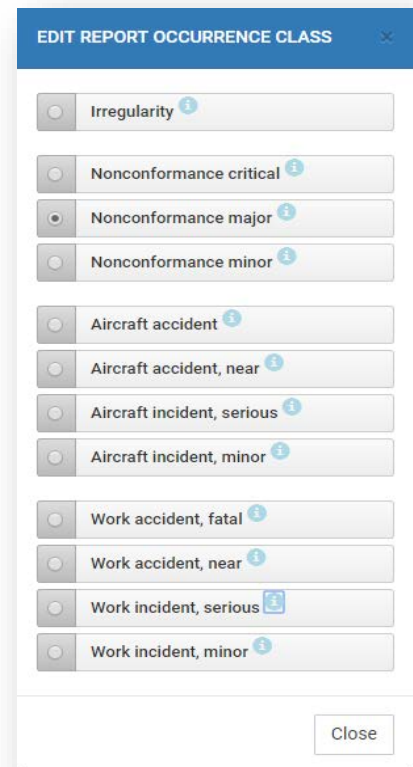 EDIT REPORT OCCURRENCE CLASS ×
Irregularity i
Nonconformance critical i
Nonconformance major i
Nonconformance minor i
Aircraft accident i
Aircraft accident, near i
Aircraft incident, serious i
Aircraft incident, minor i
Work accident, fatal i
Work accident, near i
Work incident, serious i
Work incident, minor i
Close